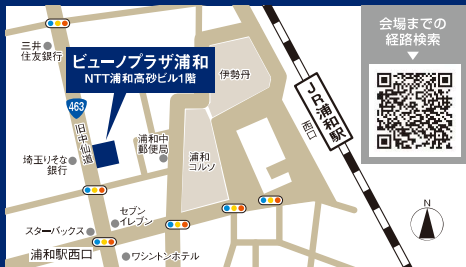 会場までの
経路検索
三井
住友銀行
ビューノプラザ浦和
NTT浦和高砂ビル1階
伊勢丹
JR浦和駅
西口
463
旧中仙道
浦和中
郵便局
浦和
コルソ
埼玉りそな
銀行
セブン
イレブン
スターバックス
浦和駅西口
ワシントンホテル
N